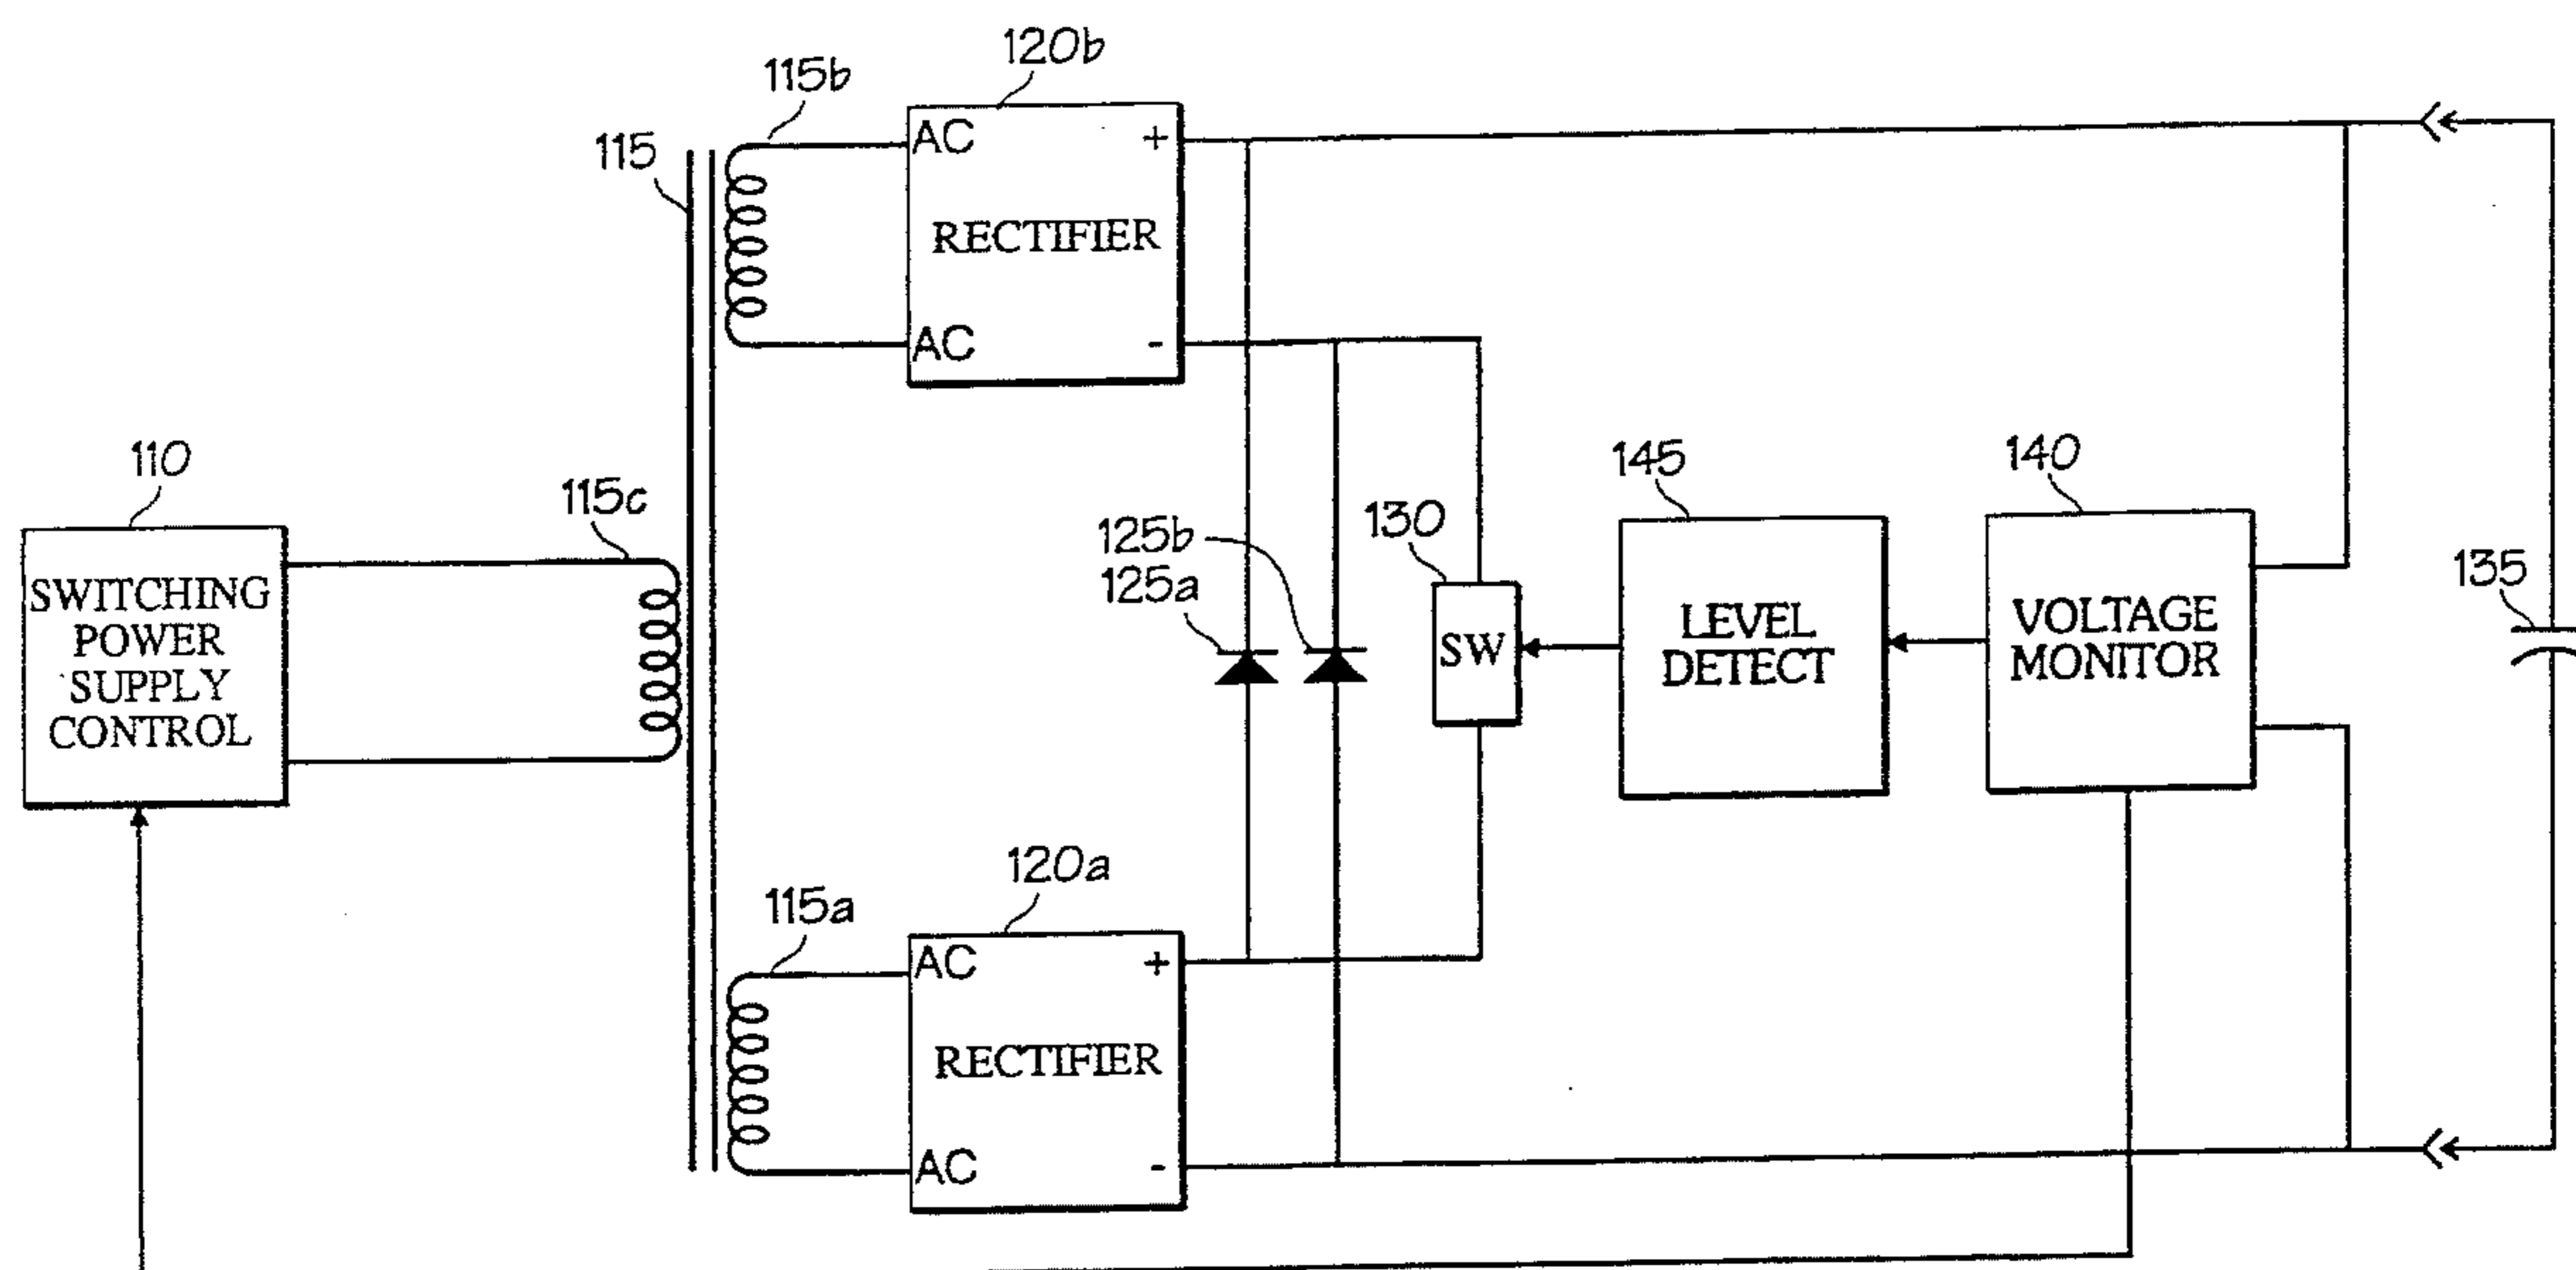 120b
115b
115
AC
+
RECTIFIER
AC
-
110
115c
SWITCHING
POWER
SUPPLY
CONTROL
125b
125a
130
SW
145
LEVEL
DETECT
140
VOLTAGE
MONITOR
135
120a
115a
AC
+
RECTIFIER
AC
-